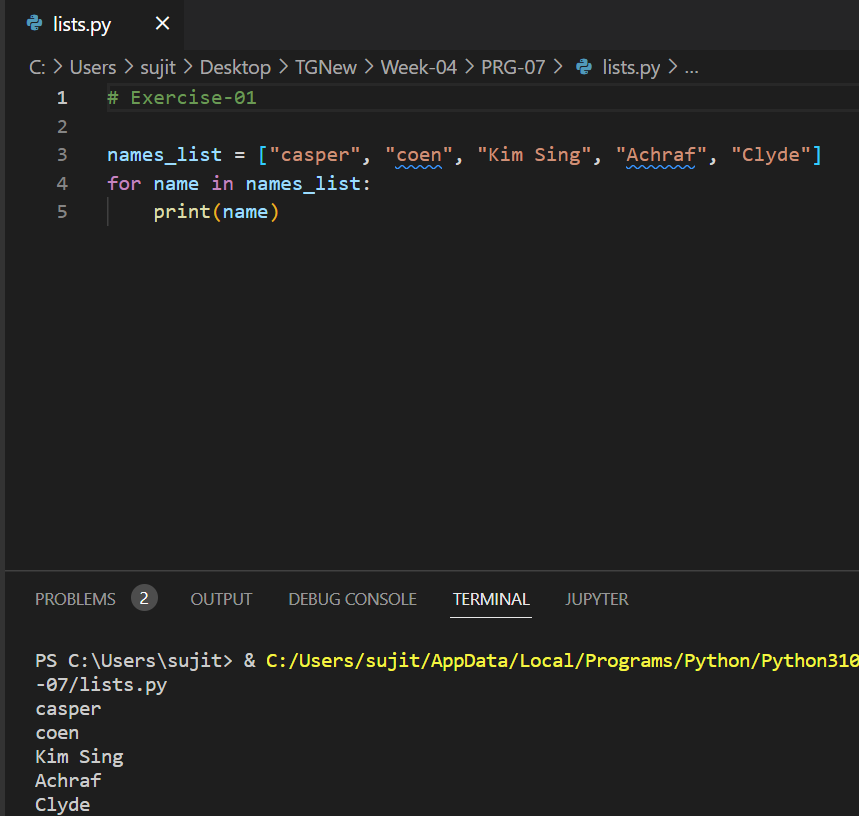 lists.py
C: > Users > sujit > Desktop > TGNew > Week-04 > PRG-07 > lists.py > ...
1 # Exercise-01
2
3 names_list = ["casper", "coen", "Kim Sing", "Achraf", "Clyde"]
4 for name in names_list:
5     print(name)
PROBLEMS 2 OUTPUT DEBUG CONSOLE TERMINAL JUPYTER
PS C:\Users\sujit> & C:/Users/sujit/AppData/Local/Programs/Python/Python310
-07/lists.py
casper
coen
Kim Sing
Achraf
Clyde